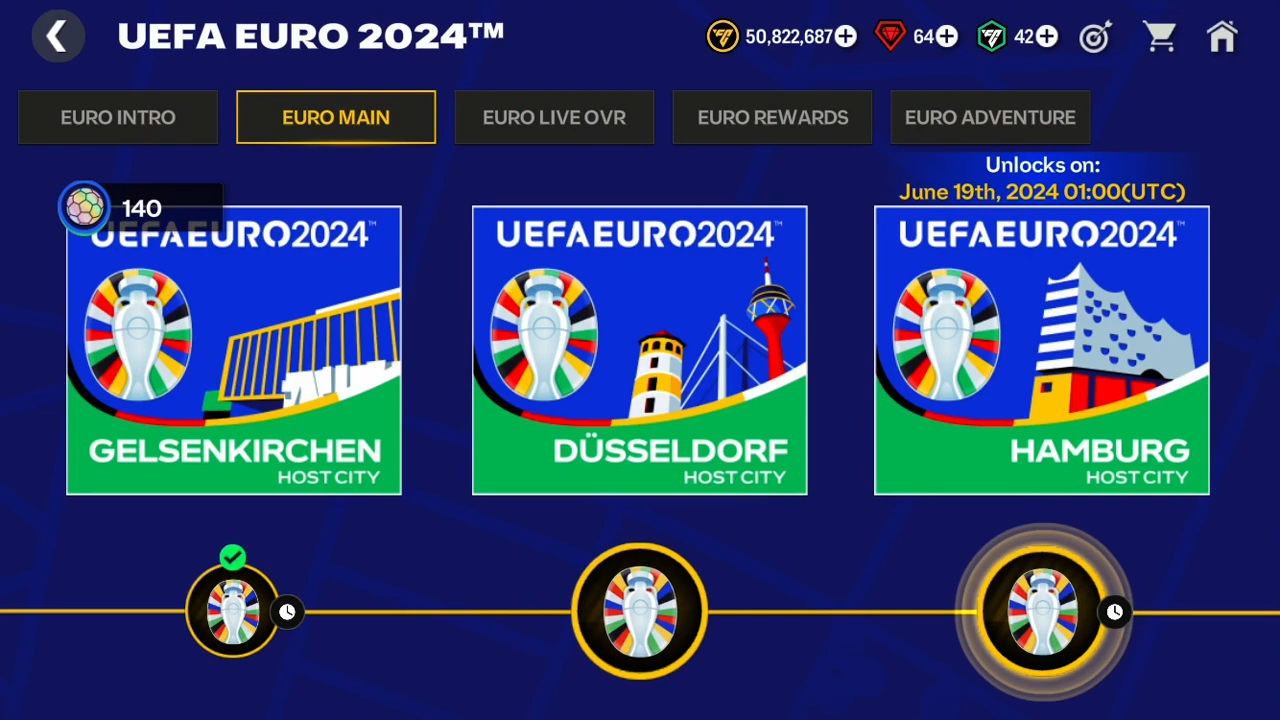 UEFA EURO 2024™
50,822,687
64
42
EURO INTRO
EURO MAIN
EURO LIVE OVR
EURO REWARDS
EURO ADVENTURE
Unlocks on:
June 19th, 2024 01:00(UTC)
140
UEFAEURO2024™
GELSENKIRCHEN
HOST CITY
UEFAEURO2024™
DÜSSELDORF
HOST CITY
UEFAEURO2024™
HAMBURG
HOST CITY